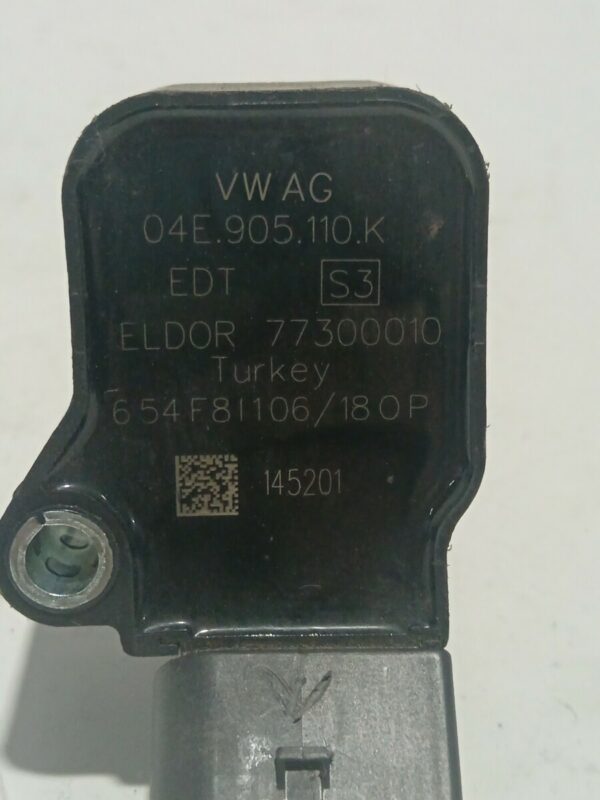 VW AG
04E.905.110.K
EDT S3
ELDOR 77300010
Turkey
654F81106/180P
145201